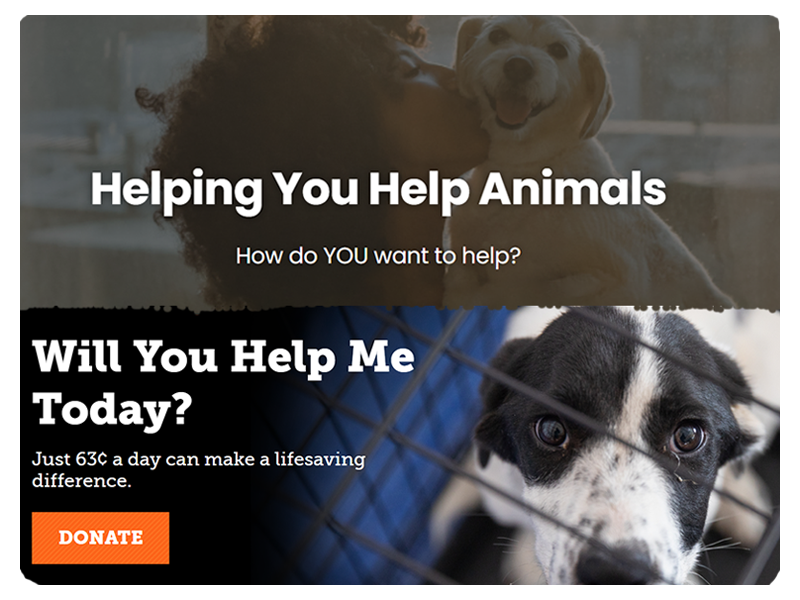 Helping You Help Animals
How do YOU want to help?
Will You Help Me
Today?
Just 63¢ a day can make a lifesaving
difference.
DONATE